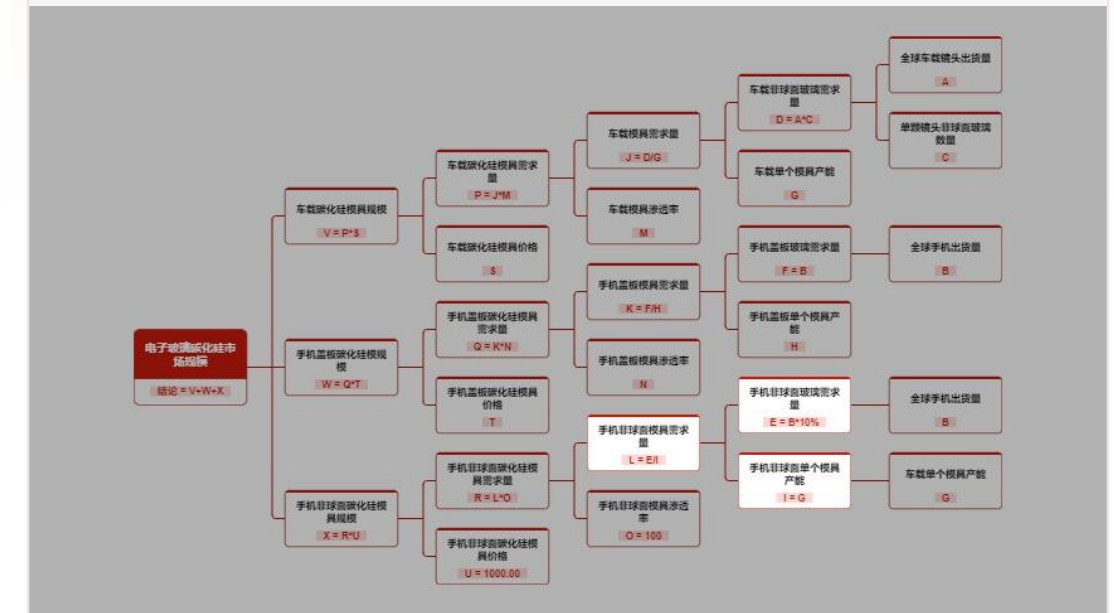 全球车载镜头出货量
A
车载非球面玻璃需求
量
D = A*C
单颗镜头非球面玻璃
数量
C
车载模具需求量
J = D/G
车载单个模具产能
G
车载碳化硅模具需求
量
P = J*M
车载模具渗透率
M
车载碳化硅模具规模
V = P*S
车载碳化硅模具价格
S
手机盖板玻璃需求量
F = B
全球手机出货量
B
手机盖板模具需求量
K = F/H
手机盖板单个模具产
能
H
手机盖板碳化硅模具
需求量
Q = K*N
手机盖板模具渗透率
N
电子玻璃碳化硅市
场规模
结论 = V+W+X
手机盖板碳化硅模规
模
W = Q*T
手机盖板碳化硅模具
价格
T
手机非球面玻璃需求
量
E = B*10%
全球手机出货量
B
手机非球面模具需求
量
L = E/I
手机非球面单个模具
产能
I = G
车载单个模具产能
G
手机非球面碳化硅模
具需求量
R = L*O
手机非球面模具渗透
率
O = 100
手机非球面碳化硅模
具规模
X = R*U
手机非球面碳化硅模
具价格
U = 1000.00